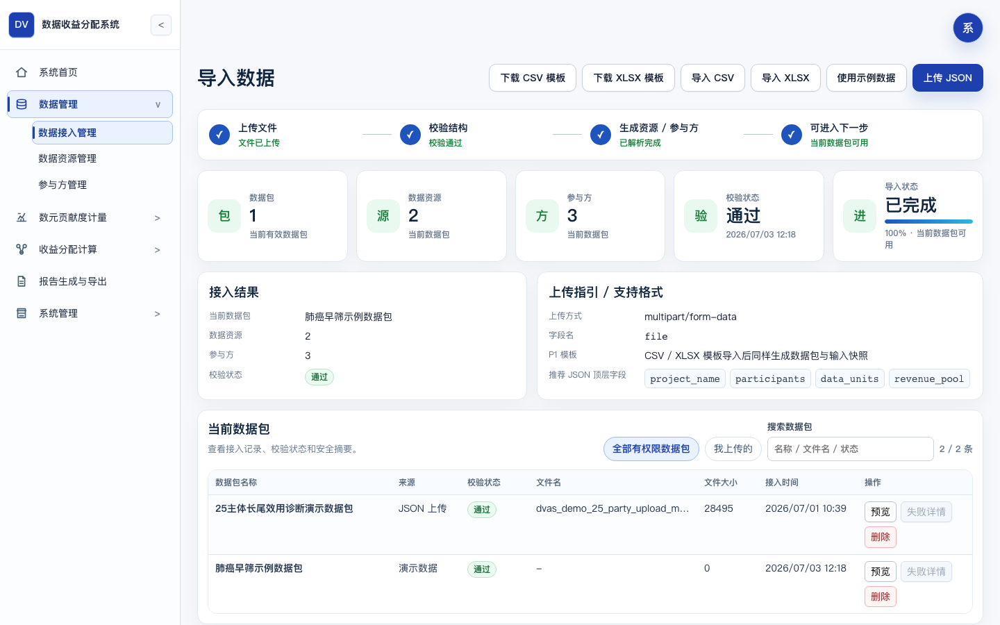 DV 数据收益分配系统 <
系
系统首页
数据管理 v
数据接入管理
数据资源管理
参与方管理
数元贡献度计量 >
收益分配计算 >
报告生成与导出
系统管理 >
导入数据
下载 CSV 模板 下载 XLSX 模板 导入 CSV 导入 XLSX 使用示例数据 上传 JSON
✓ 上传文件 ✓ 校验结构 ✓ 生成资源 / 参与方 ✓ 可进入下一步
文件已上传 校验通过 已解析完成 当前数据包可用
包
数据包
1
当前有效数据包
源
数据资源
2
当前数据包
方
参与方
3
当前数据包
验
校验状态
通过
2026/07/03 12:18
进
导入状态
已完成
100% · 当前数据包可
用
接入结果
当前数据包 肺癌早筛示例数据包
数据资源 2
参与方 3
校验状态 通过
上传指引 / 支持格式
上传方式 multipart/form-data
字段名 file
P1 模板 CSV / XLSX 模板导入后同样生成数据包与输入快照
推荐 JSON 顶层字段 project_name participants data_units revenue_pool
当前数据包
查看接入记录、校验状态和安全摘要。
搜索数据包
全部有权限数据包 我上传的 名称 / 文件名 / 状态 2 / 2 条
数据包名称 来源 校验状态 文件名 文件大小 接入时间 操作
25主体长尾效用诊断演示数据包 JSON 上传 通过 dvas_demo_25_party_upload_m... 28495 2026/07/01 10:39 预览 失败详情
删除
肺癌早筛示例数据包 演示数据 通过 – 0 2026/07/03 12:18 预览 失败详情
删除